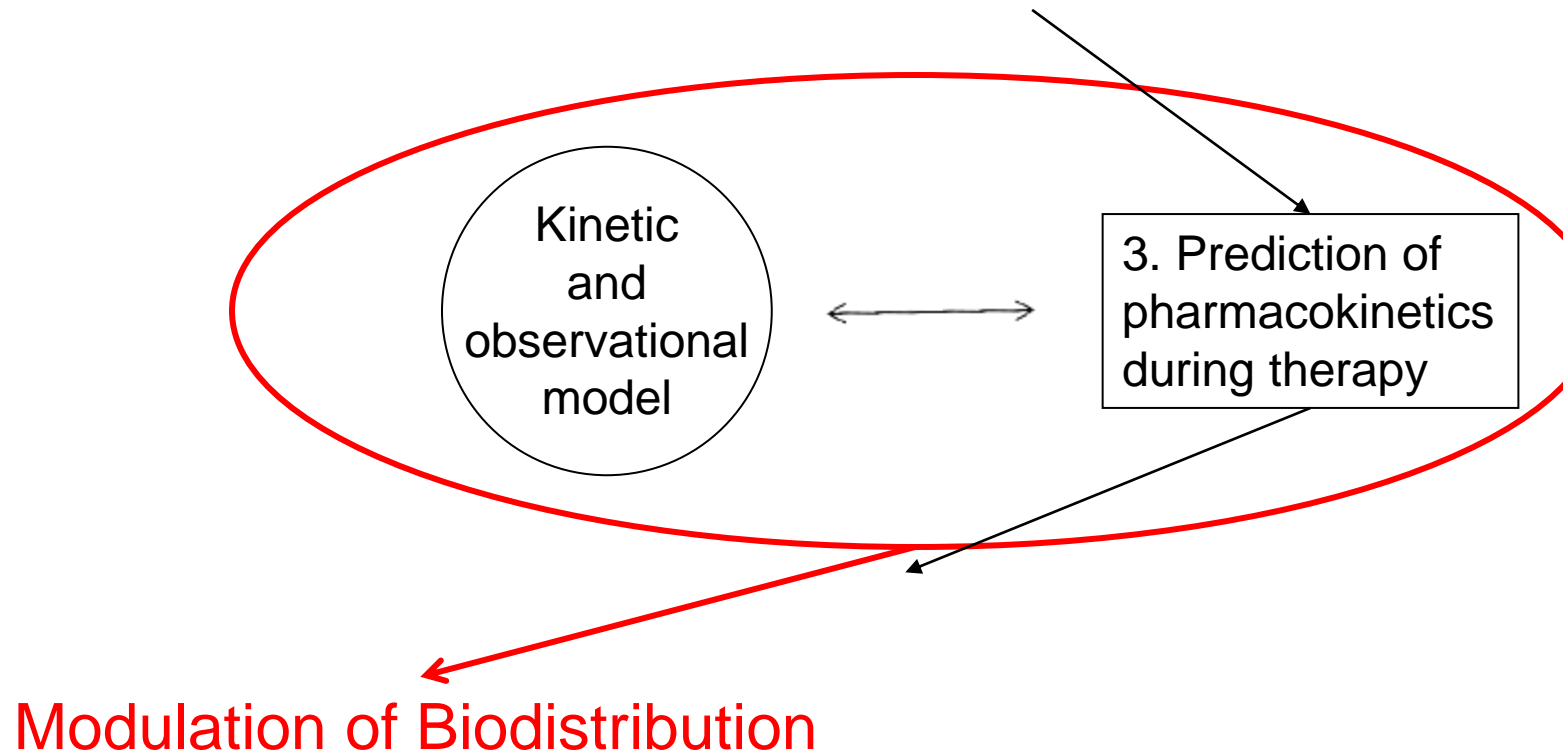 Kinetic
and
observational
model
3. Prediction of
pharmacokinetics
during therapy
Modulation of Biodistribution